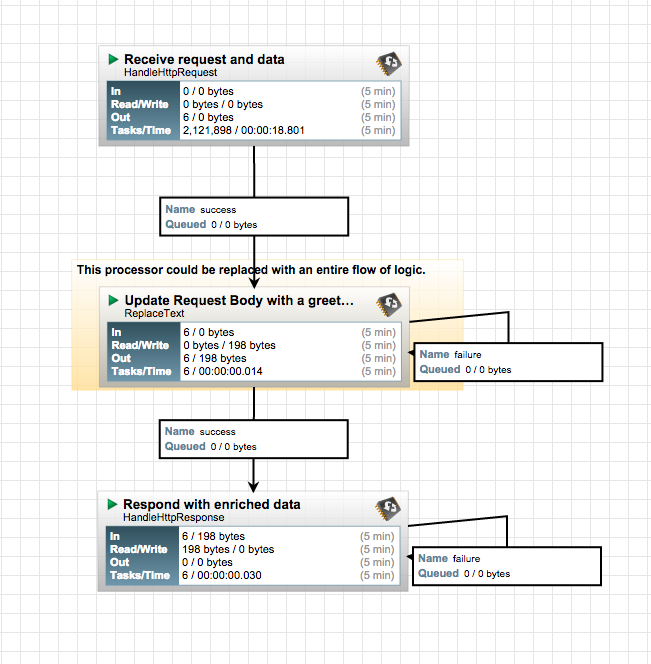 Receive request and data
HandleHttpRequest
In 0 / 0 bytes (5 min)
Read/Write 0 bytes / 0 bytes (5 min)
Out 6 / 0 bytes (5 min)
Tasks/Time 2,121,898 / 00:00:18.801 (5 min)
Name success
Queued 0 / 0 bytes
This processor could be replaced with an entire flow of logic.
Update Request Body with a greet…
ReplaceText
In 6 / 0 bytes (5 min)
Read/Write 0 bytes / 198 bytes (5 min)
Out 6 / 198 bytes (5 min)
Tasks/Time 6 / 00:00:00.014 (5 min)
Name failure
Queued 0 / 0 bytes
Name success
Queued 0 / 0 bytes
Respond with enriched data
HandleHttpResponse
In 6 / 198 bytes (5 min)
Read/Write 198 bytes / 0 bytes (5 min)
Out 0 / 0 bytes (5 min)
Tasks/Time 6 / 00:00:00.030 (5 min)
Name failure
Queued 0 / 0 bytes